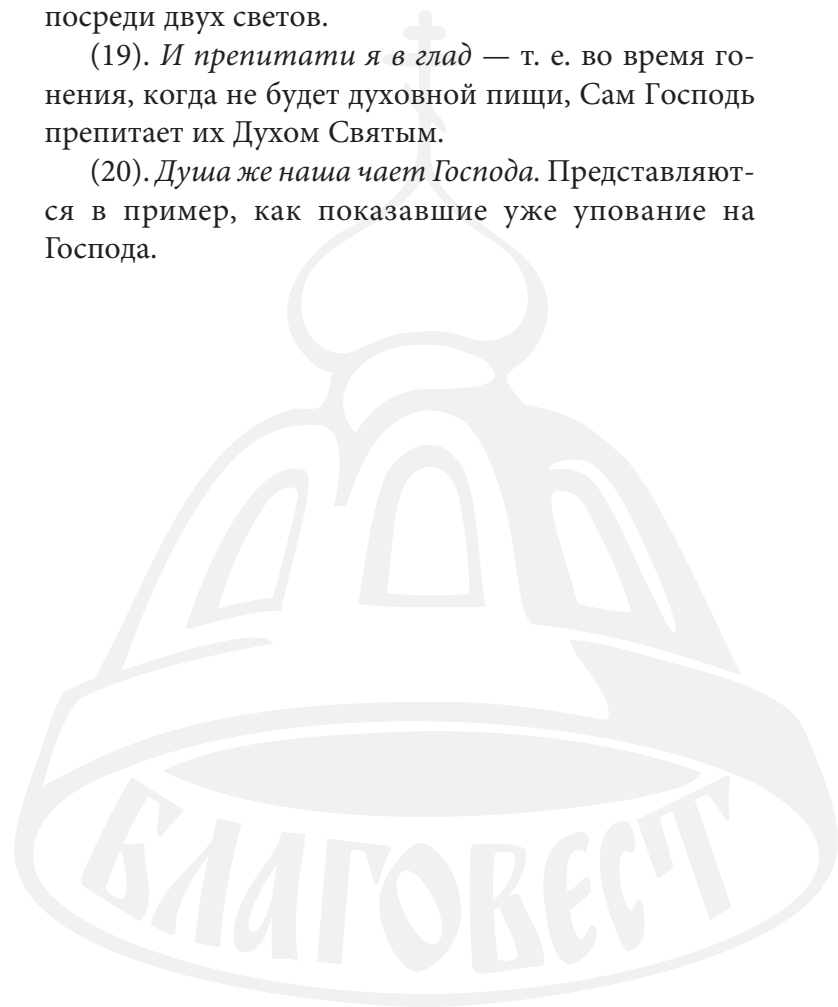 посреди двух светов.
(19). И препитати я в глад — т. е. во время го-
нения, когда не будет духовной пищи, Сам Господь
препитает их Духом Святым.
(20). Душа же наша чает Господа. Представляют-
ся в пример, как показавшие уже упование на
Господа.
БЛАГОВЕСТ